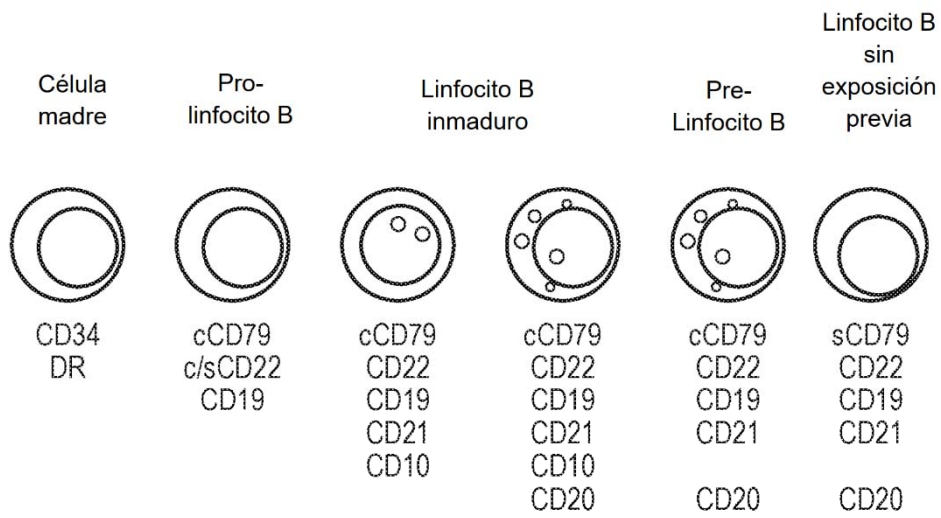 Célula
madre
Pro-
linfocito B
Linfocito B
inmaduro
Pre-
Linfocito B
Linfocito B
sin
exposición
previa
CD34
DR
cCD79
c/sCD22
CD19
cCD79
CD22
CD19
CD21
CD10
cCD79
CD22
CD19
CD21
CD10
CD20
cCD79
CD22
CD19
CD21
CD20
sCD79
CD22
CD19
CD21
CD20